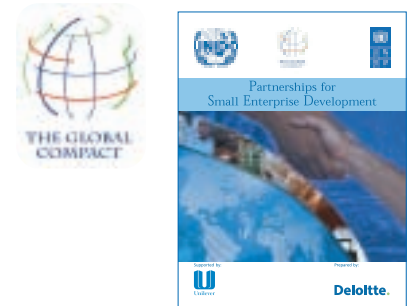 THE GLOBAL
COMPACT
Partnerships for
Small Enterprise Development
Supported by:
Unilever
Prepared by:
Deloitte.